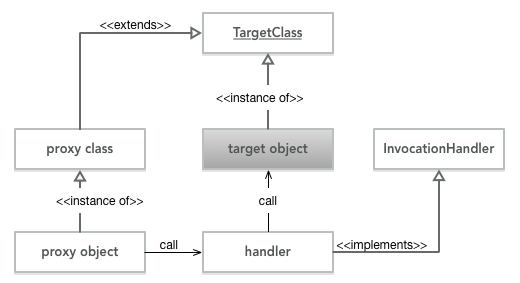 <<extends>>
TargetClass
<<instance of>>
proxy class
target object
InvocationHandler
<<instance of>>
call
proxy object
call
handler
<<implements>>